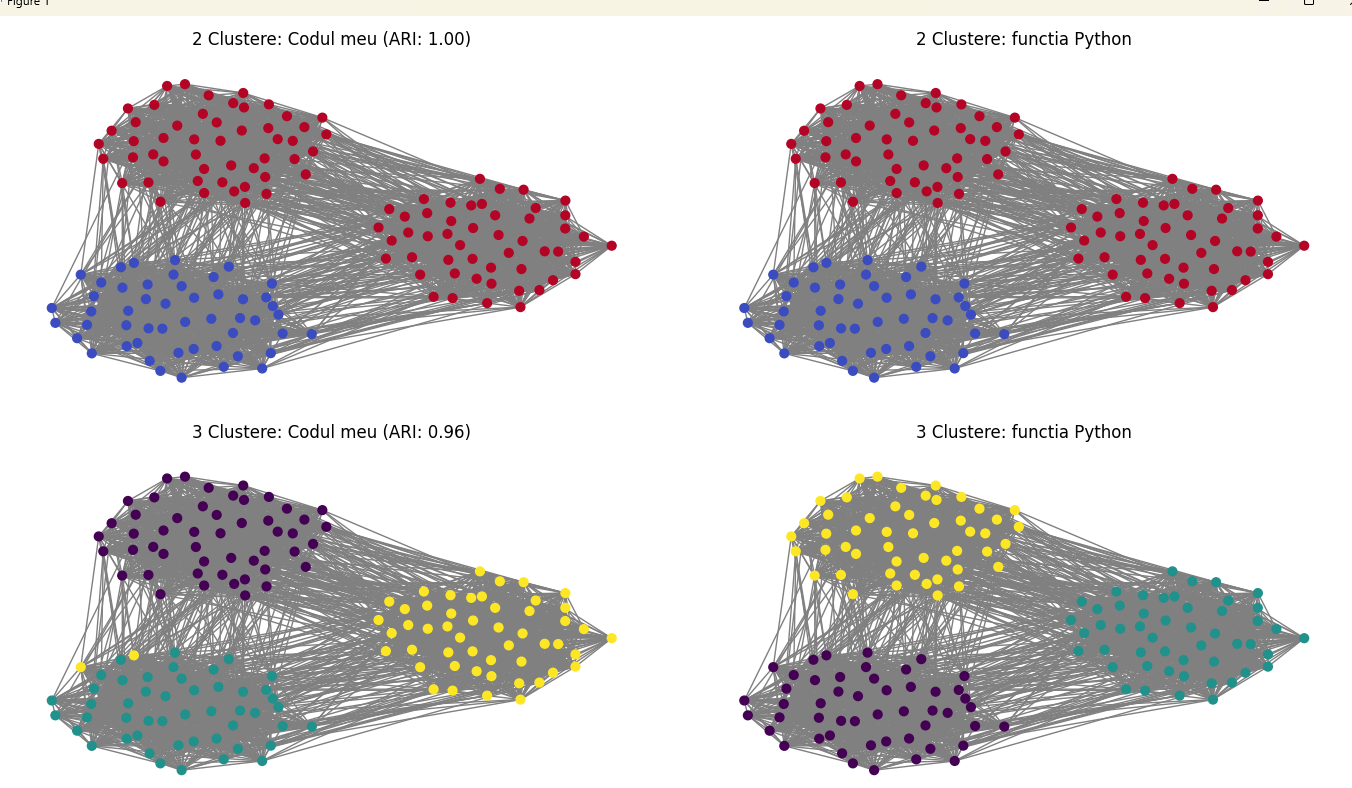 Figure 1
2 Clustere: Codul meu (ARI: 1.00)
2 Clustere: functia Python
3 Clustere: Codul meu (ARI: 0.96)
3 Clustere: functia Python